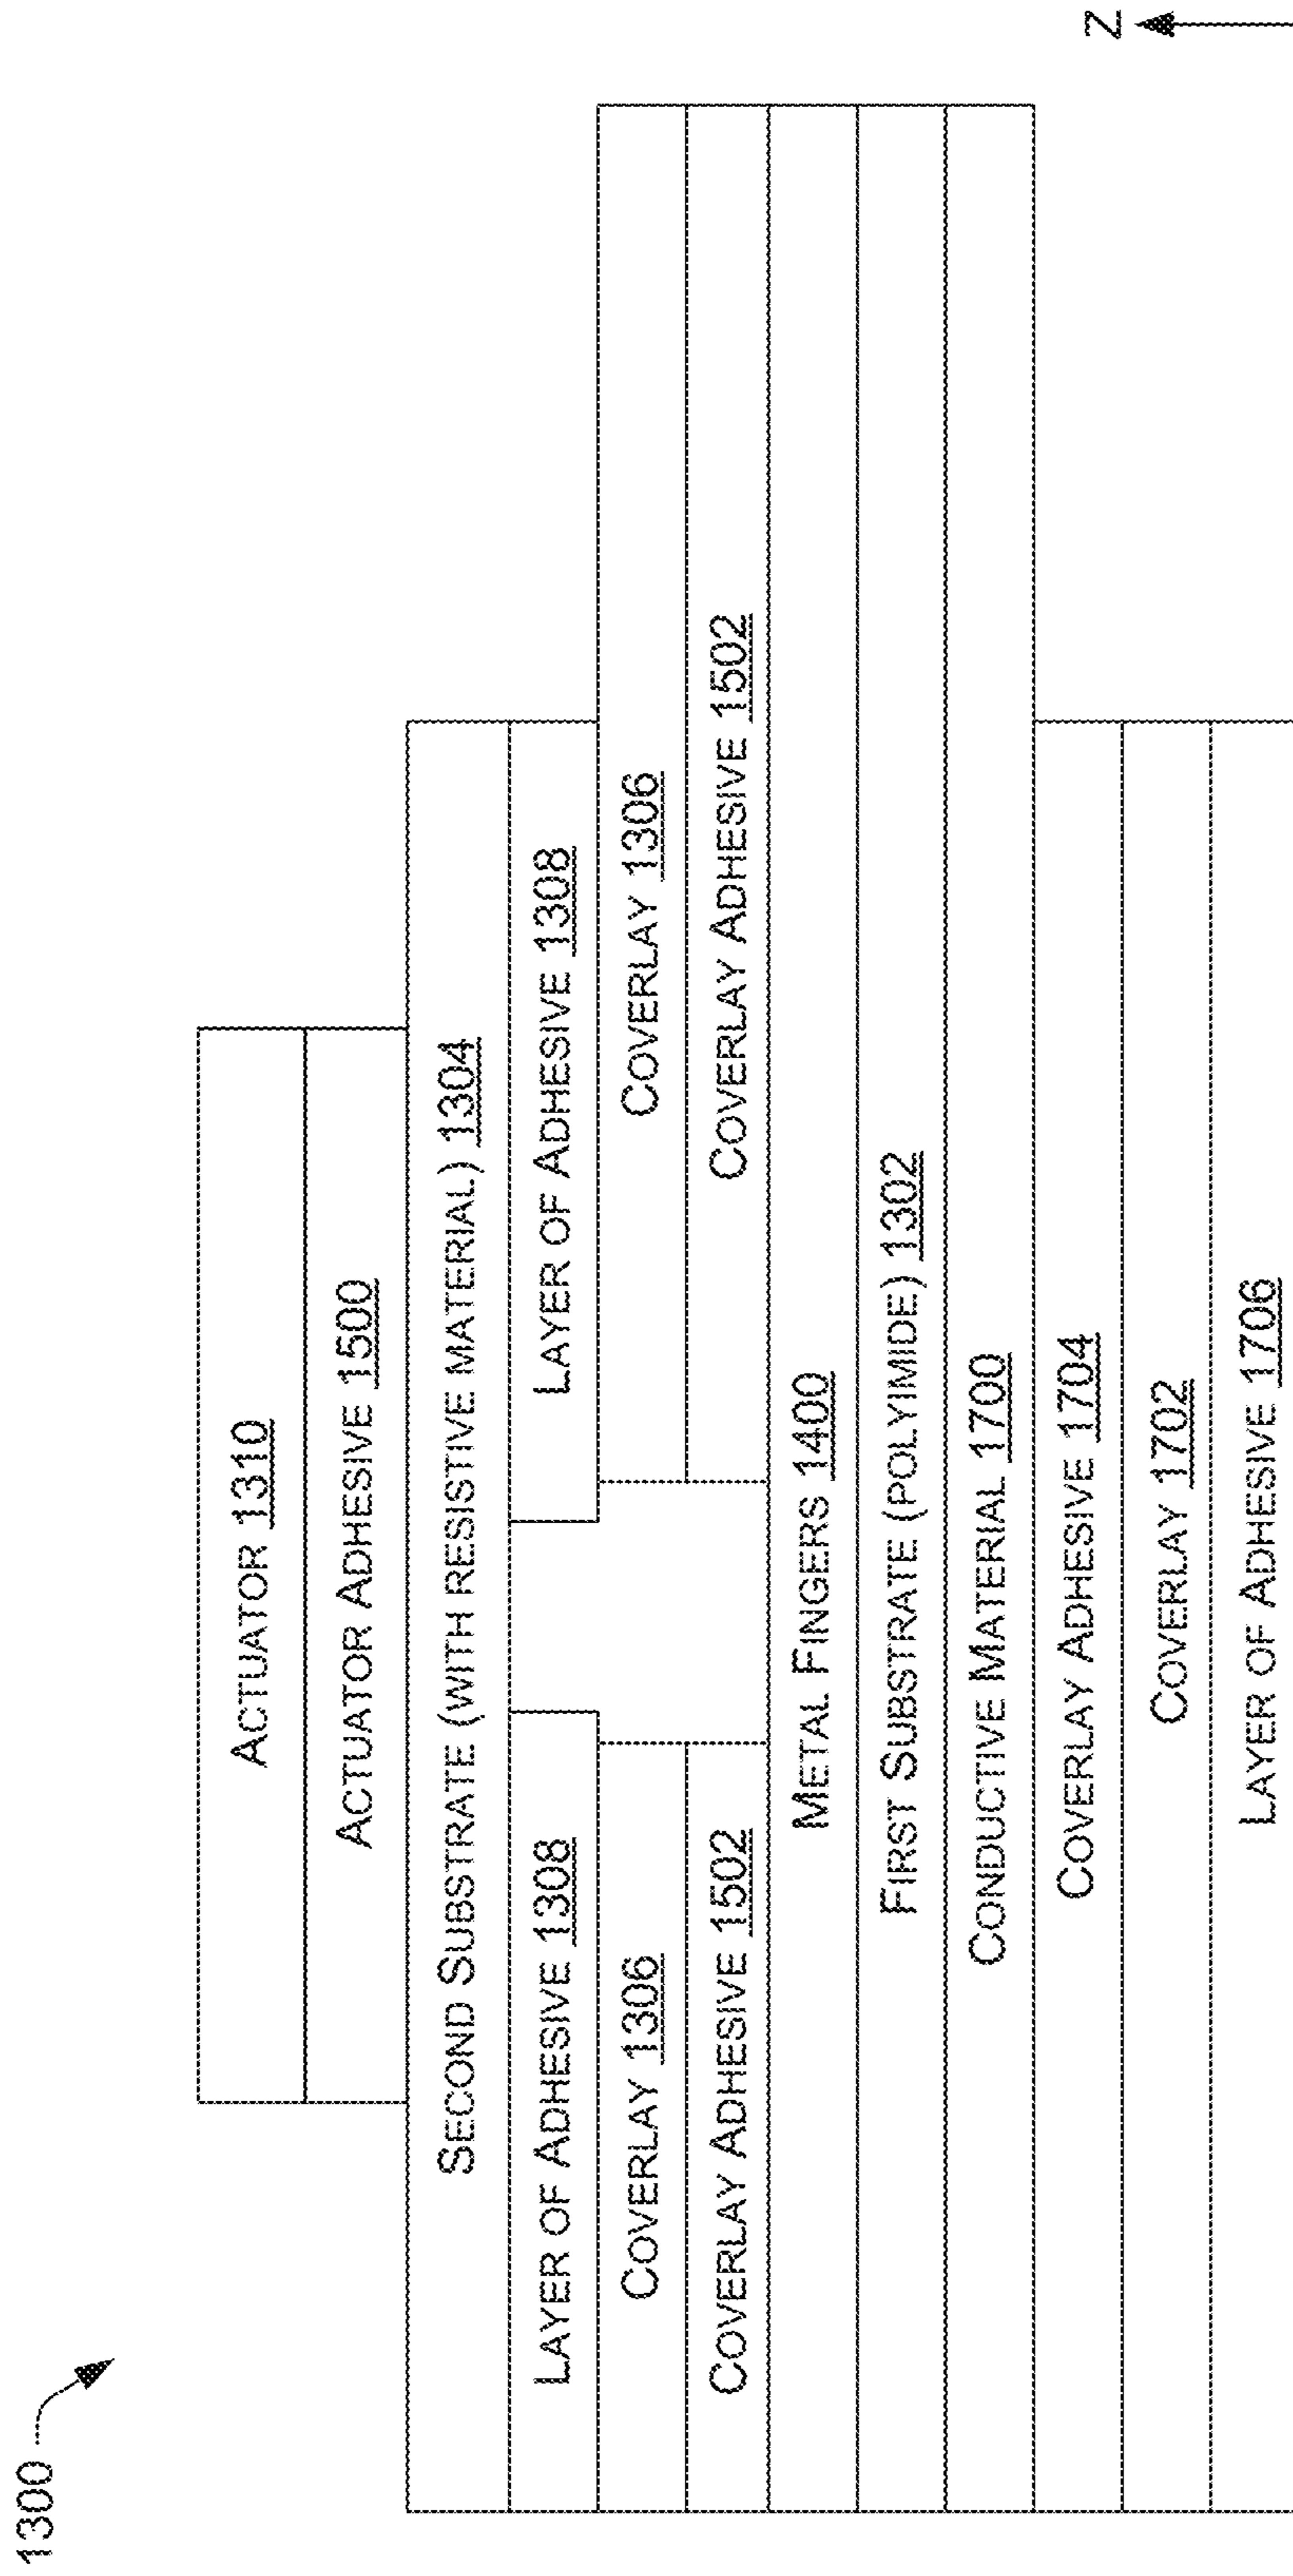 1300
Z
ACTUATOR 1310
ACTUATOR ADHESIVE 1500
SECOND SUBSTRATE (WITH RESISTIVE MATERIAL) 1304
LAYER OF ADHESIVE 1308
LAYER OF ADHESIVE 1308
COVERLAY 1306
COVERLAY 1306
COVERLAY ADHESIVE 1502
COVERLAY ADHESIVE 1502
METAL FINGERS 1400
FIRST SUBSTRATE (POLYIMIDE) 1302
CONDUCTIVE MATERIAL 1700
COVERLAY ADHESIVE 1704
COVERLAY 1702
LAYER OF ADHESIVE 1706